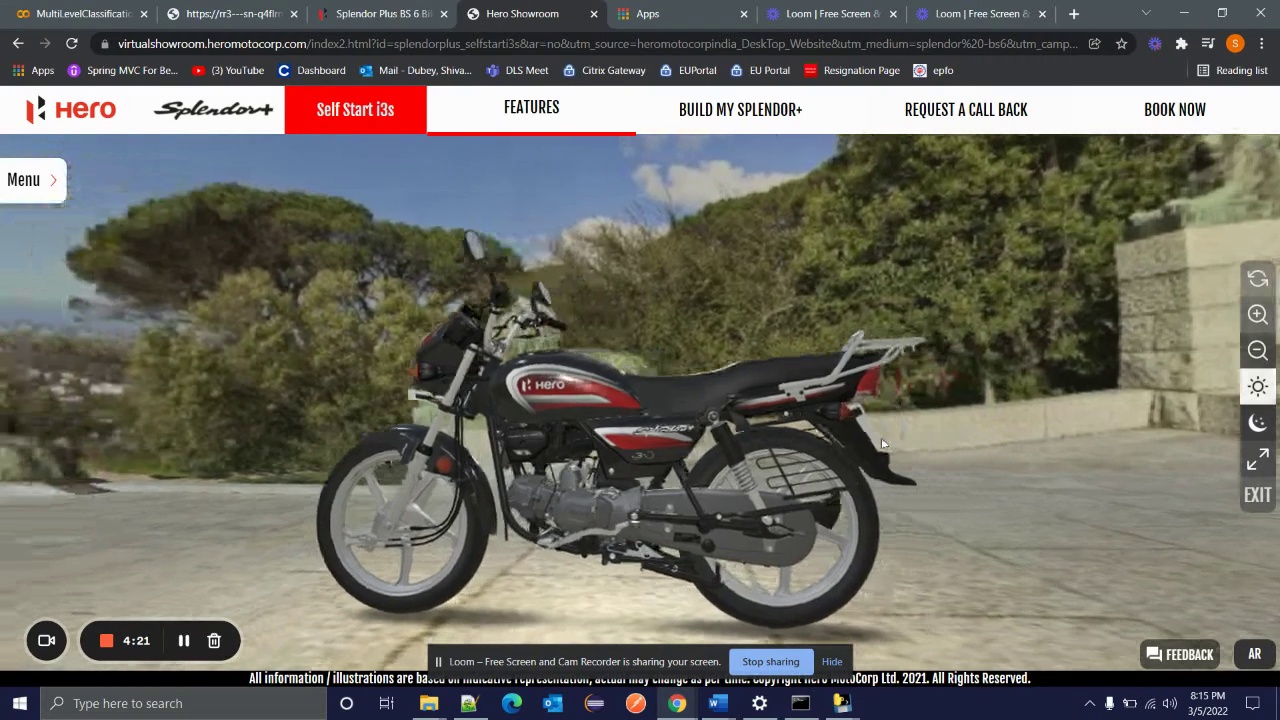 MultiLevelClassificatic
https://rr3---sn-q4flrn
Splendor Plus BS 6 Bik
Hero Showroom
Apps
Loom | Free Screen &
Loom | Free Screen &
virtualshowroom.heromotocorp.com/index2.html?id=splendorplus_selfstarti3s&at=no&utm_source=heromotocorpindia_DeskTop_Website&utm_medium=splendor%20-bs6&utm_camp...
Apps
Spring MVC For Be...
(3) YouTube
Dashboard
Mail - Dubey, Shiva...
DLS Meet
Citrix Gateway
EUPortal
EU Portal
Resignation Page
epfo
Reading list
Hero
Splendor+
Self Start i3s
FEATURES
BUILD MY SPLENDOR+
REQUEST A CALL BACK
BOOK NOW
Menu
Hero
EXIT
4:21
Loom – Free Screen and Cam Recorder is sharing your screen.
Stop sharing
Hide
FEEDBACK
AR
All information / illustrations are based on indicative representation, actual may change as per time. Copyright Hero MotoCorp Ltd. 2021. All Rights Reserved.
Type here to search
8:15 PM
3/5/2022